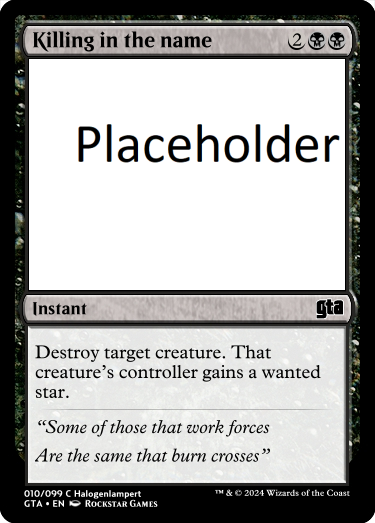 Killing in the name 2
Placeholder
Instant gta
Destroy target creature. That
creature's controller gains a wanted
star.
“Some of those that work forces
Are the same that burn crosses”
010/099 C Halogenlampert ™ & © 2024 Wizards of the Coast
GTA • EN Rockstar Games